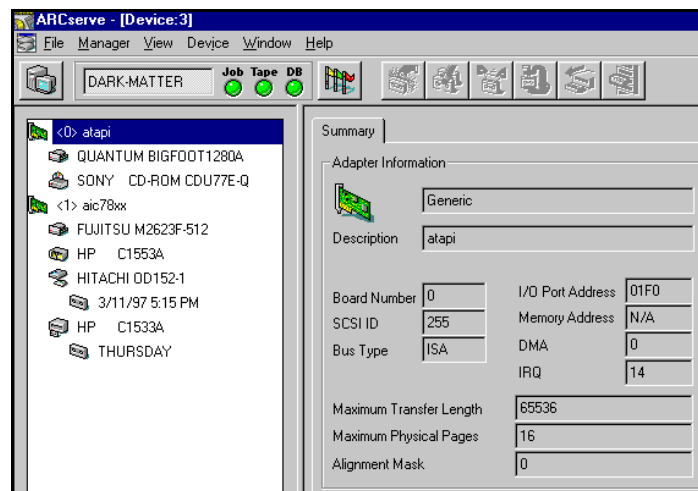 ARCserve - [Device:3]
File Manager View Device Window Help
DARK-MATTER Job Tape DB
<0> atapi
QUANTUM BIGFOOT1280A
SONY CD-ROM CDU77E-Q
<1> aic78xx
FUJITSU M2623F-512
HP C1553A
HITACHI OD152-1
3/11/97 5:15 PM
HP C1533A
THURSDAY
Summary
Adapter Information
Generic
Description atapi
Board Number 0
SCSI ID 255
Bus Type ISA
I/O Port Address 01F0
Memory Address N/A
DMA 0
IRQ 14
Maximum Transfer Length 65536
Maximum Physical Pages 16
Alignment Mask 0